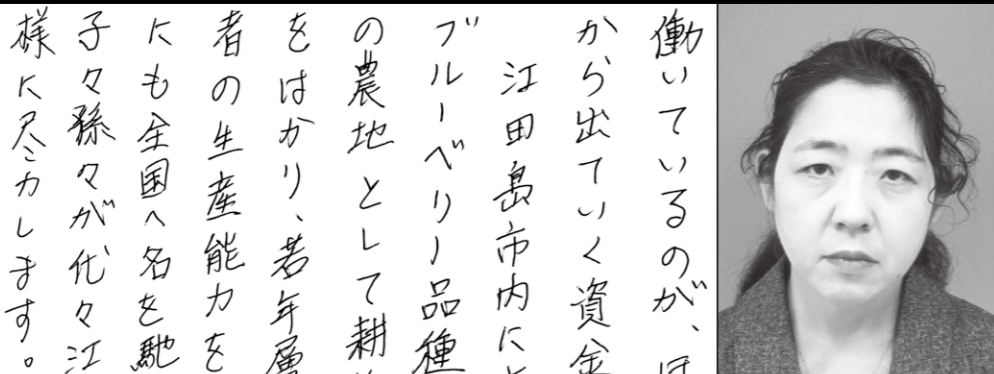 働いているのが、ほ
から出ていく資金
江田島市内に
ブルーベリー品種
の農地として耕
をはかり、若年層
者の生産能力を
にも全国へ名を馳
子々孫々が代々江
様に尽力します。